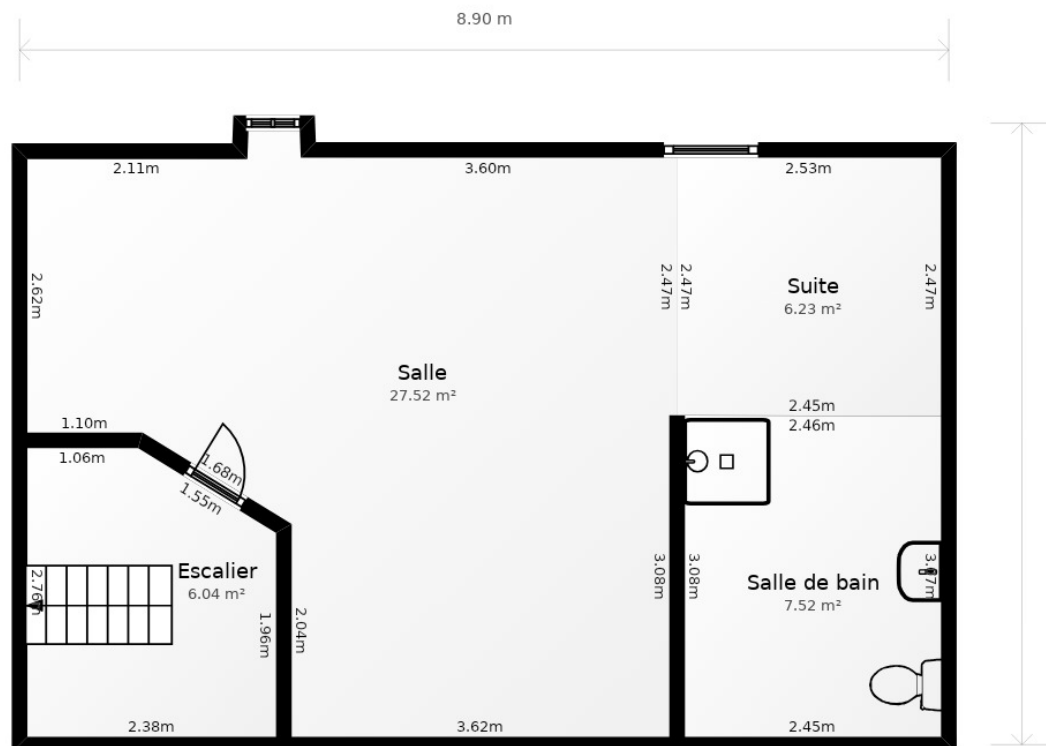 8.90 m
2.11m
3.60m
2.53m
2.62m
2.47m
2.47m
2.47m
Suite
6.23 m²
Salle
27.52 m²
2.45m
2.46m
1.10m
1.06m
1.68m
1.55m
Escalier
6.04 m²
2.76m
1.96m
2.04m
3.08m
3.08m
Salle de bain
7.52 m²
2.38m
3.62m
2.45m